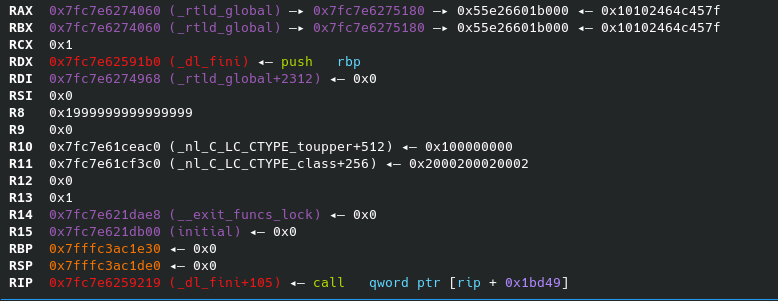 RAX 0x7fc7e6274060 (_rtld_global) —▸ 0x7fc7e6275180 —▸ 0x55e26601b000 ◂— 0x10102464c457f
RBX 0x7fc7e6274060 (_rtld_global) —▸ 0x7fc7e6275180 —▸ 0x55e26601b000 ◂— 0x10102464c457f
RCX 0x1
RDX 0x7fc7e62591b0 (_dl_fini) ◂— push rbp
RDI 0x7fc7e6274968 (_rtld_global+2312) ◂— 0x0
RSI 0x0
R8 0x1999999999999999
R9 0x0
R10 0x7fc7e61ceac0 (_nl_C_LC_CTYPE_toupper+512) ◂— 0x100000000
R11 0x7fc7e61cf3c0 (_nl_C_LC_CTYPE_class+256) ◂— 0x2000200020002
R12 0x0
R13 0x1
R14 0x7fc7e621dae8 (__exit_funcs_lock) ◂— 0x0
R15 0x7fc7e621db00 (initial) ◂— 0x0
RBP 0x7fffc3ac1e30 ◂— 0x0
RSP 0x7fffc3ac1de0 ◂— 0x0
RIP 0x7fc7e6259219 (_dl_fini+105) ◂— call qword ptr [rip + 0x1bd49]